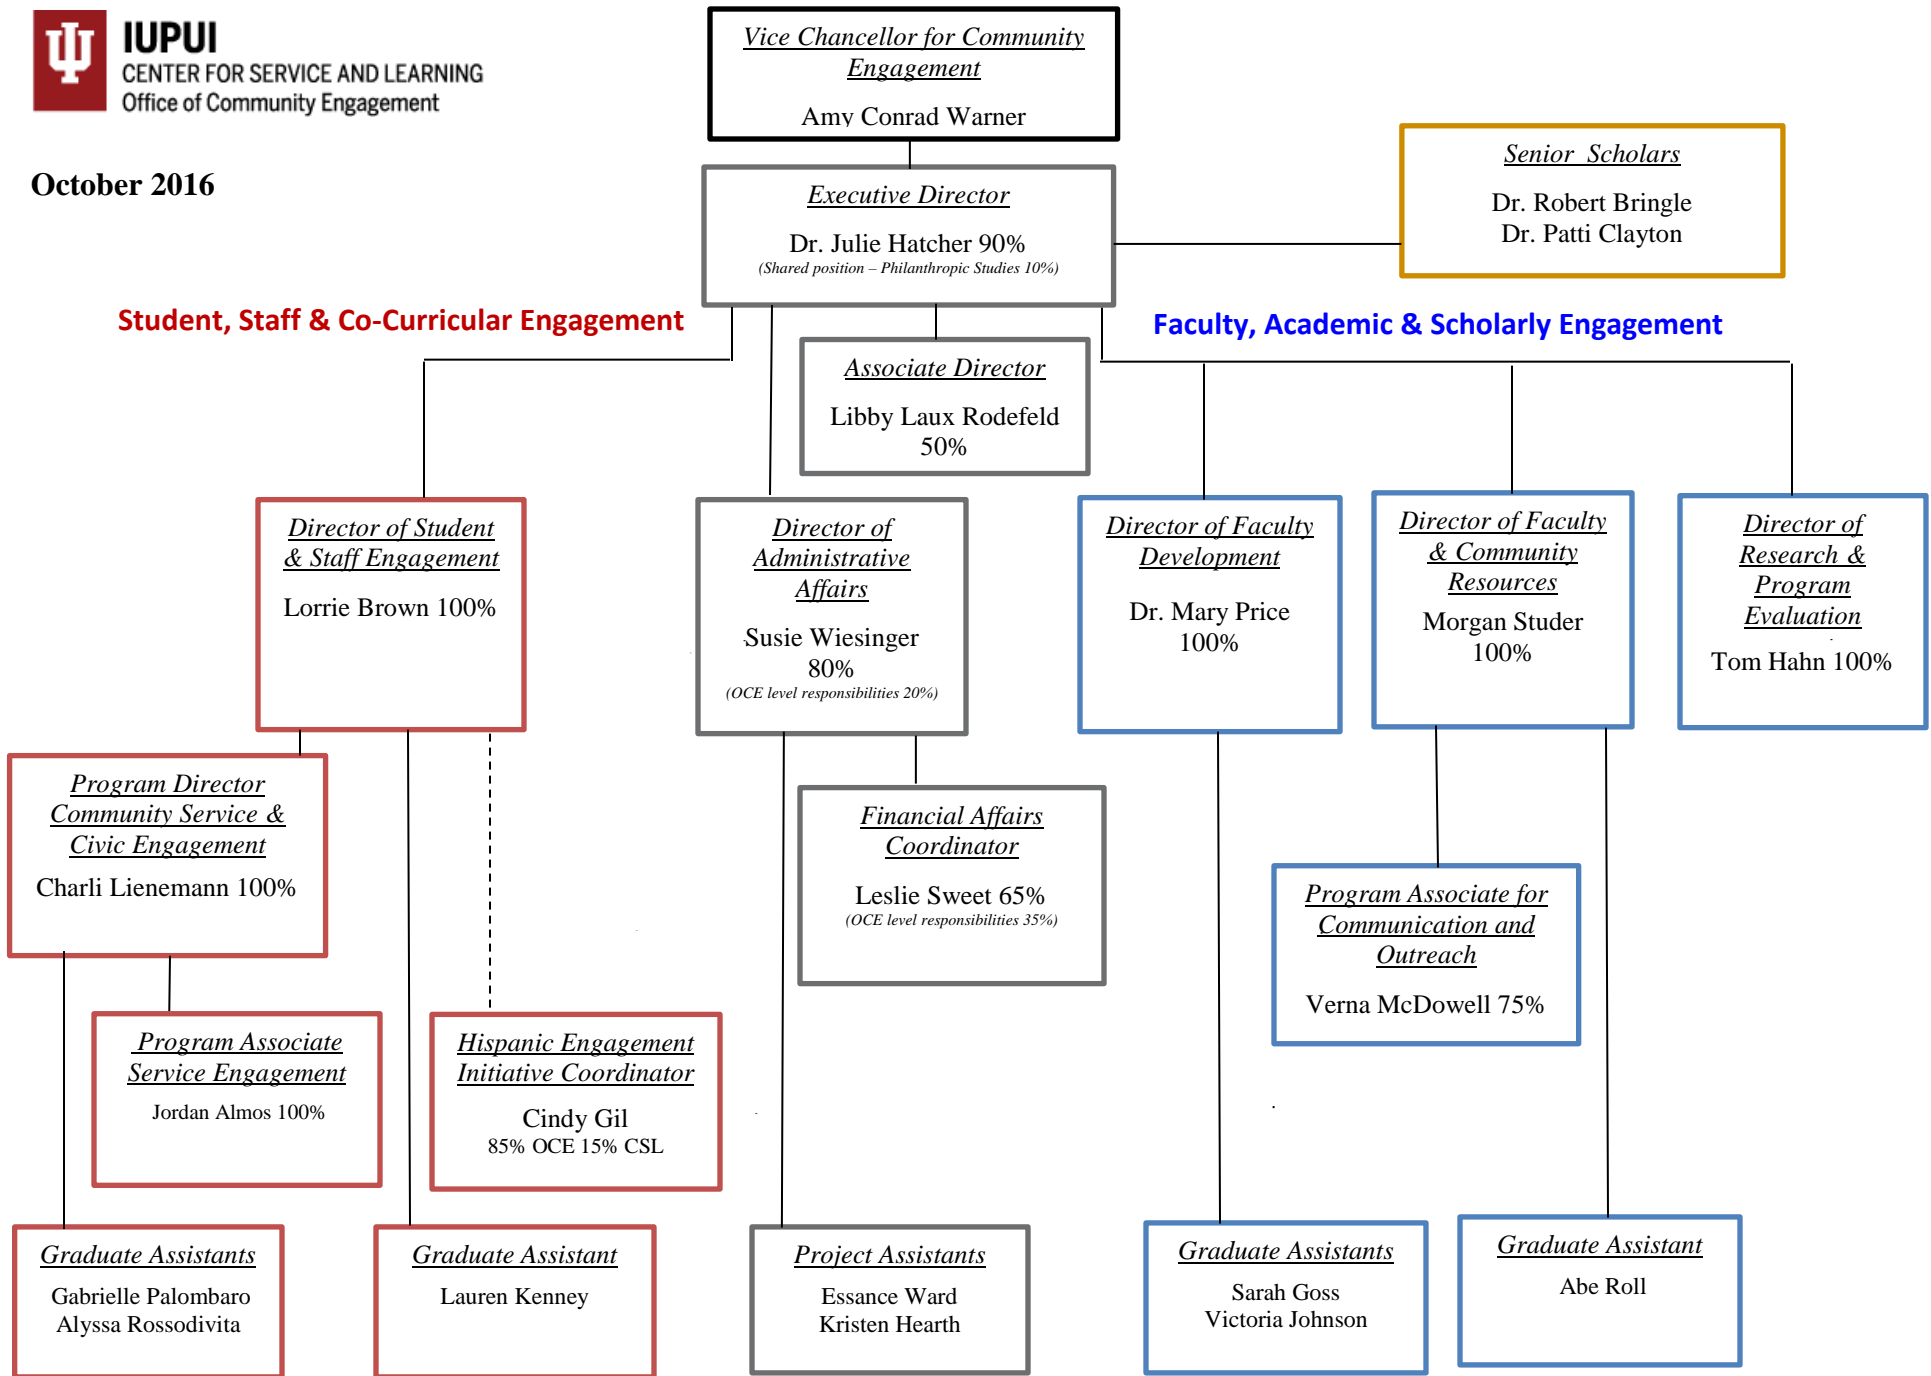 IUPUI
CENTER FOR SERVICE AND LEARNING
Office of Community Engagement
October 2016
Vice Chancellor for Community
Engagement
Amy Conrad Warner
Executive Director
Dr. Julie Hatcher 90%
(Shared position – Philanthropic Studies 10%)
Senior Scholars
Dr. Robert Bringle
Dr. Patti Clayton
Student, Staff & Co-Curricular Engagement
Faculty, Academic & Scholarly Engagement
Associate Director
Libby Laux Rodefeld
50%
Director of Student
& Staff Engagement
Lorrie Brown 100%
Director of
Administrative
Affairs
Susie Wiesinger
80%
(OCE level responsibilities 20%)
Director of Faculty
Development
Dr. Mary Price
100%
Director of Faculty
& Community
Resources
Morgan Studer
100%
Director of
Research &
Program
Evaluation
Tom Hahn 100%
Program Director
Community Service &
Civic Engagement
Charli Lienemann 100%
Financial Affairs
Coordinator
Leslie Sweet 65%
(OCE level responsibilities 35%)
Program Associate for
Communication and
Outreach
Verna McDowell 75%
Program Associate
Service Engagement
Jordan Almos 100%
Hispanic Engagement
Initiative Coordinator
Cindy Gil
85% OCE 15% CSL
Graduate Assistants
Gabrielle Palombaro
Alyssa Rossodivita
Graduate Assistant
Lauren Kenney
Project Assistants
Essance Ward
Kristen Hearth
Graduate Assistants
Sarah Goss
Victoria Johnson
Graduate Assistant
Abe Roll